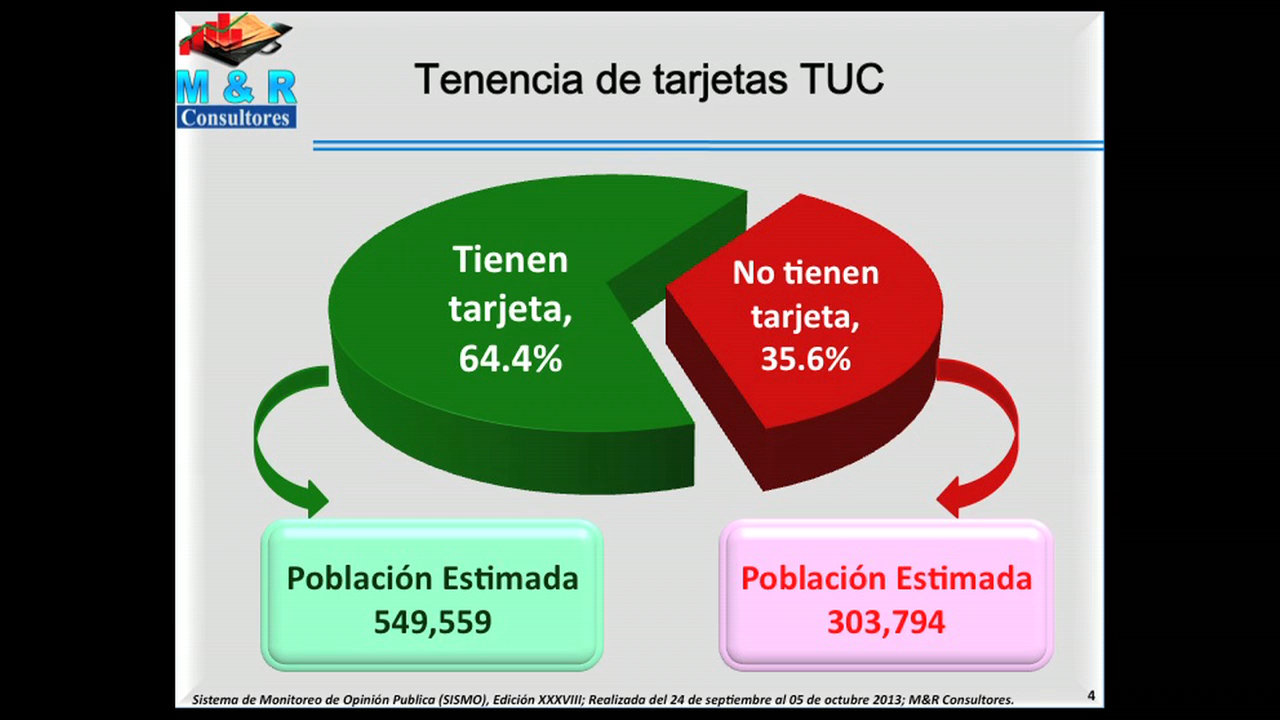 M & R
Consultores
Tenencia de tarjetas TUC
Tienen
tarjeta,
64.4%
No tienen
tarjeta,
35.6%
Población Estimada
549,559
Población Estimada
303,794
Sistema de Monitoreo de Opinión Publica (SISMO), Edición XXXVIII; Realizada del 24 de septiembre al 05 de octubre 2013; M&R Consultores.
4